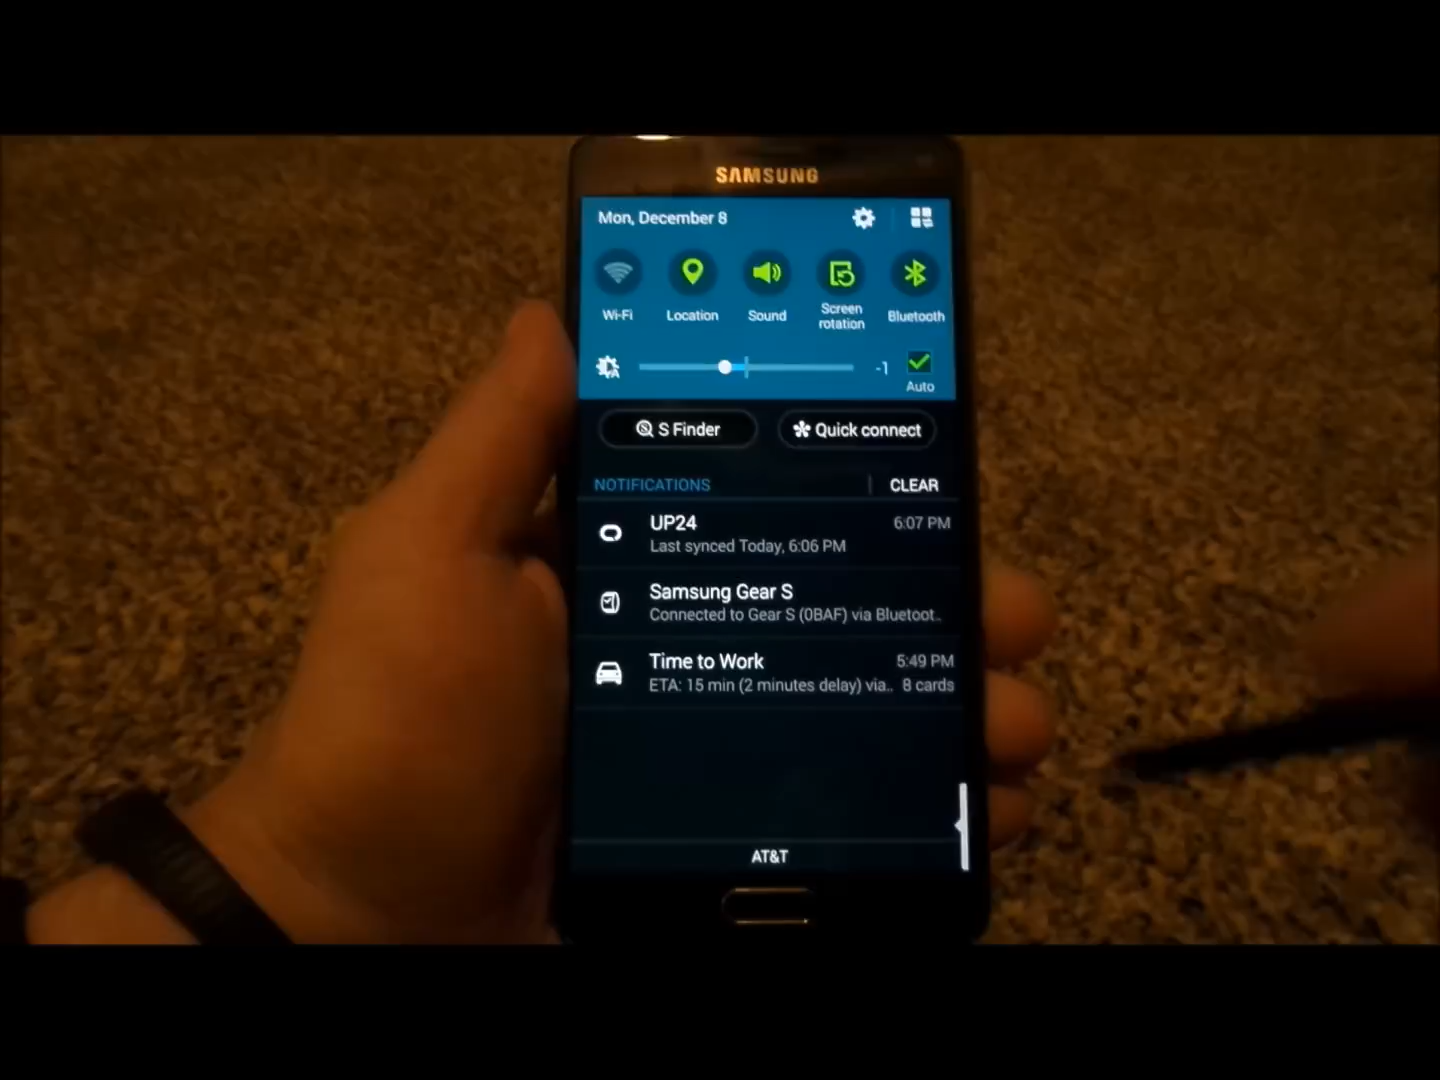 SAMSUNG
Mon, December 8
Wi-Fi
Location
Sound
Screen rotation
Bluetooth
-1
Auto
S Finder
Quick connect
NOTIFICATIONS
CLEAR
UP24
6:07 PM
Last synced Today, 6:06 PM
Samsung Gear S
Connected to Gear S (0BAF) via Bluetoot..
Time to Work
5:49 PM
ETA: 15 min (2 minutes delay) via.. 8 cards
AT&T